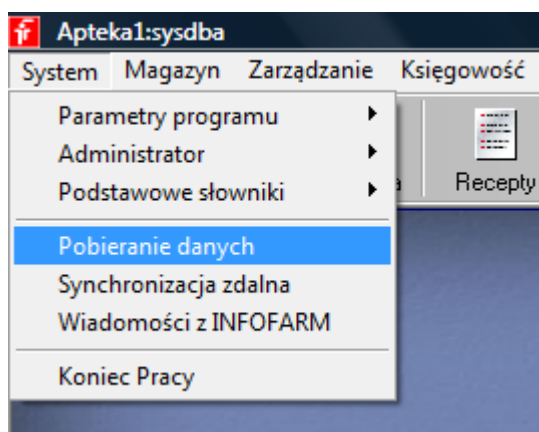 Apteka1:sysdba
System Magazyn Zarządzanie Księgowość
Parametry programu
Administrator
Podstawowe słowniki
Recepty
Pobieranie danych
Synchronizacja zdalna
Wiadomości z INFOFARM
Koniec Pracy